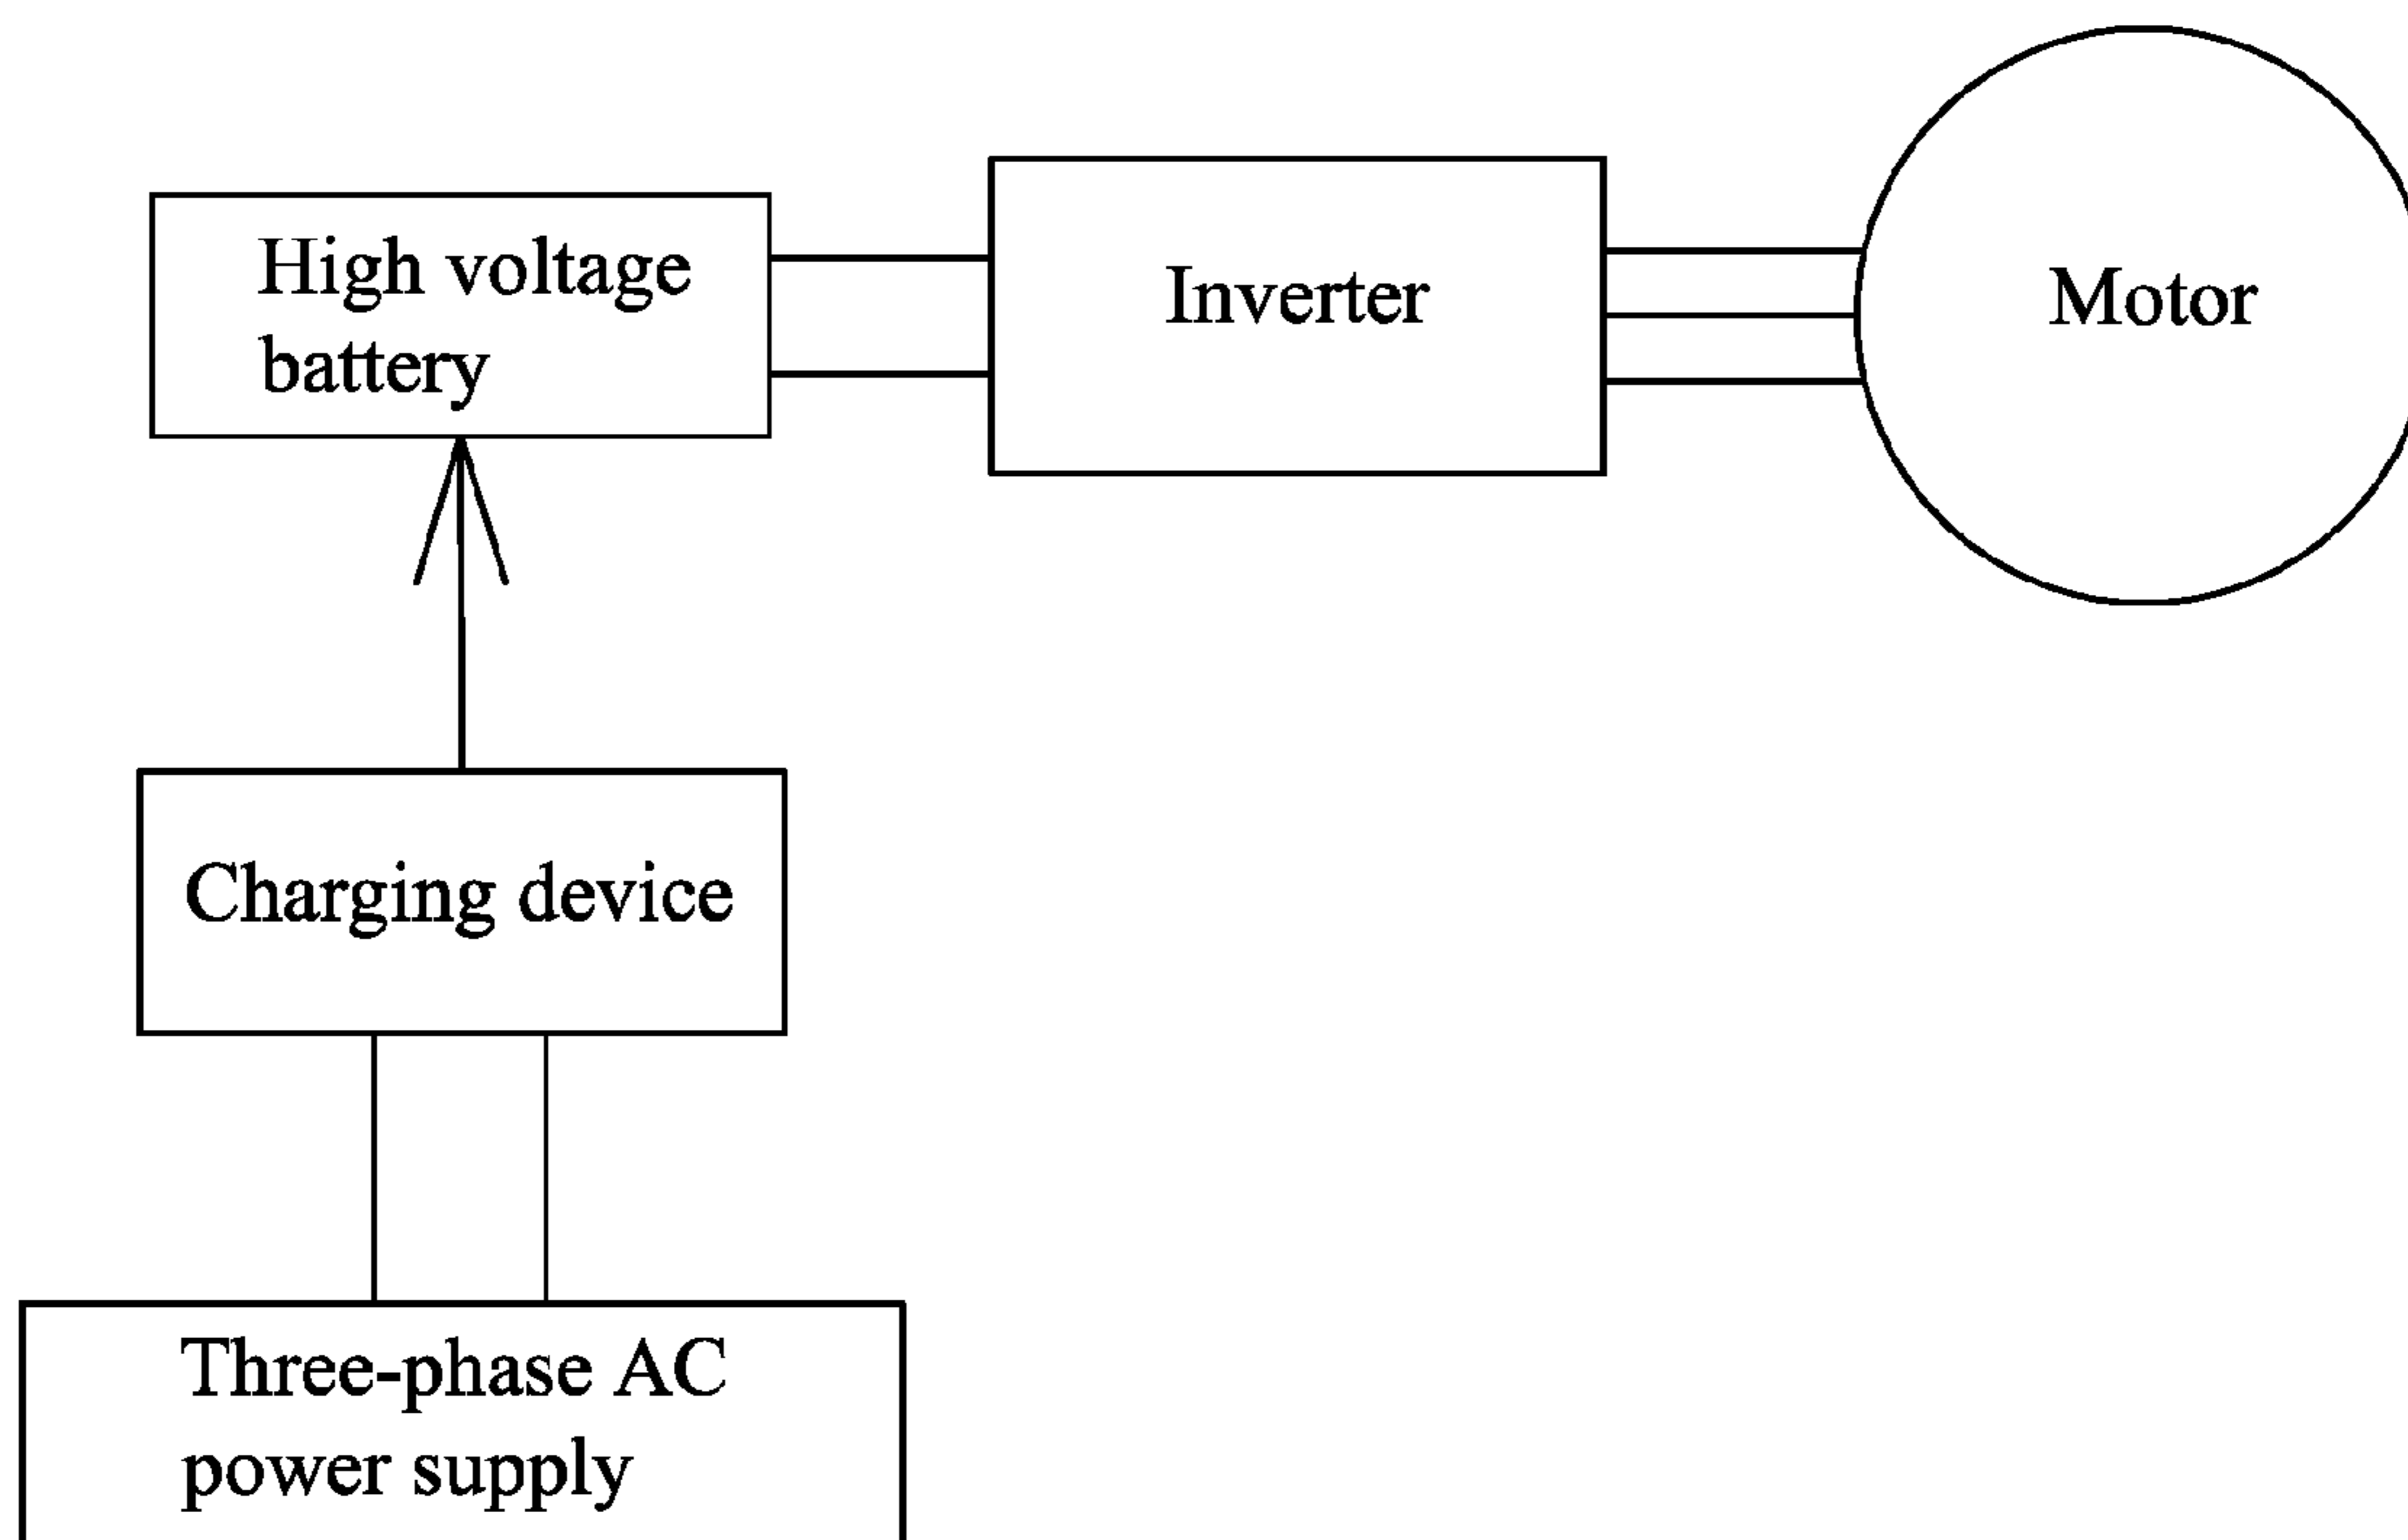 High voltage
battery
Inverter
Motor
Charging device
Three-phase AC
power supply